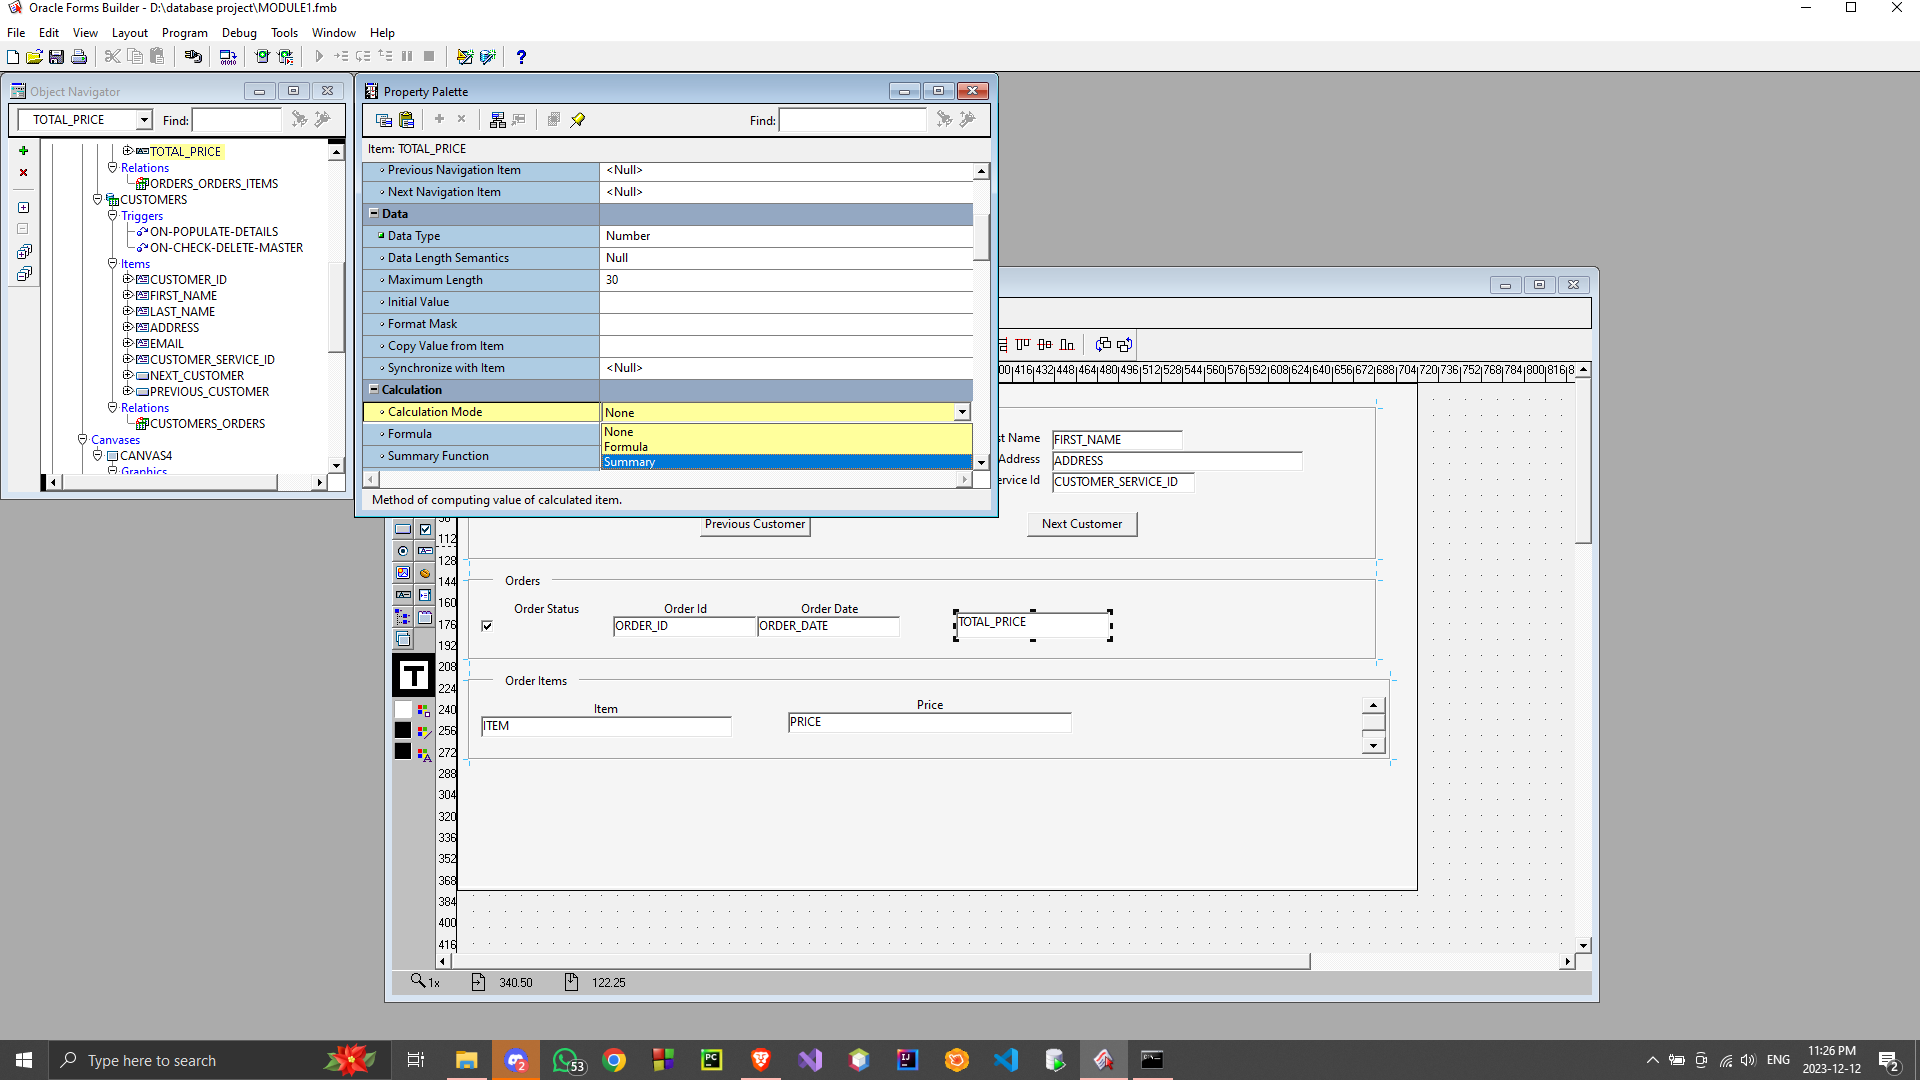 Oracle Forms Builder - D:\database project\MODULE1.fmb
File Edit View Layout Program Debug Tools Window Help
Object Navigator
TOTAL_PRICE Find:
TOTAL_PRICE
Relations
ORDERS_ORDERS_ITEMS
CUSTOMERS
Triggers
ON-POPULATE-DETAILS
ON-CHECK-DELETE-MASTER
Items
CUSTOMER_ID
FIRST_NAME
LAST_NAME
ADDRESS
EMAIL
CUSTOMER_SERVICE_ID
NEXT_CUSTOMER
PREVIOUS_CUSTOMER
Relations
CUSTOMERS_ORDERS
Canvases
CANVAS4
Graphics
Property Palette
Find:
Item: TOTAL_PRICE
Previous Navigation Item <Null>
Next Navigation Item <Null>
Data
Data Type Number
Data Length Semantics Null
Maximum Length 30
Initial Value
Format Mask
Copy Value from Item
Synchronize with Item <Null>
Calculation
Calculation Mode None
Formula None
Formula
Summary Function Summary
Method of computing value of calculated item.
00 416 432 448 464 480 496 512 528 544 560 576 592 608 624 640 656 672 688 704 720 736 752 768 784 800 816 8
st Name FIRST_NAME
Address ADDRESS
ervice Id CUSTOMER_SERVICE_ID
Previous Customer Next Customer
112
128
144
160
176
192
208
224
240
256
272
288
304
320
336
352
368
384
400
416
Orders
Order Status Order Id Order Date
ORDER_ID ORDER_DATE TOTAL_PRICE
Order Items
Item Price
ITEM PRICE
T
1x 340.50 122.25
Type here to search
2
53
PC
IJ
ENG
11:26 PM
2023-12-12
2